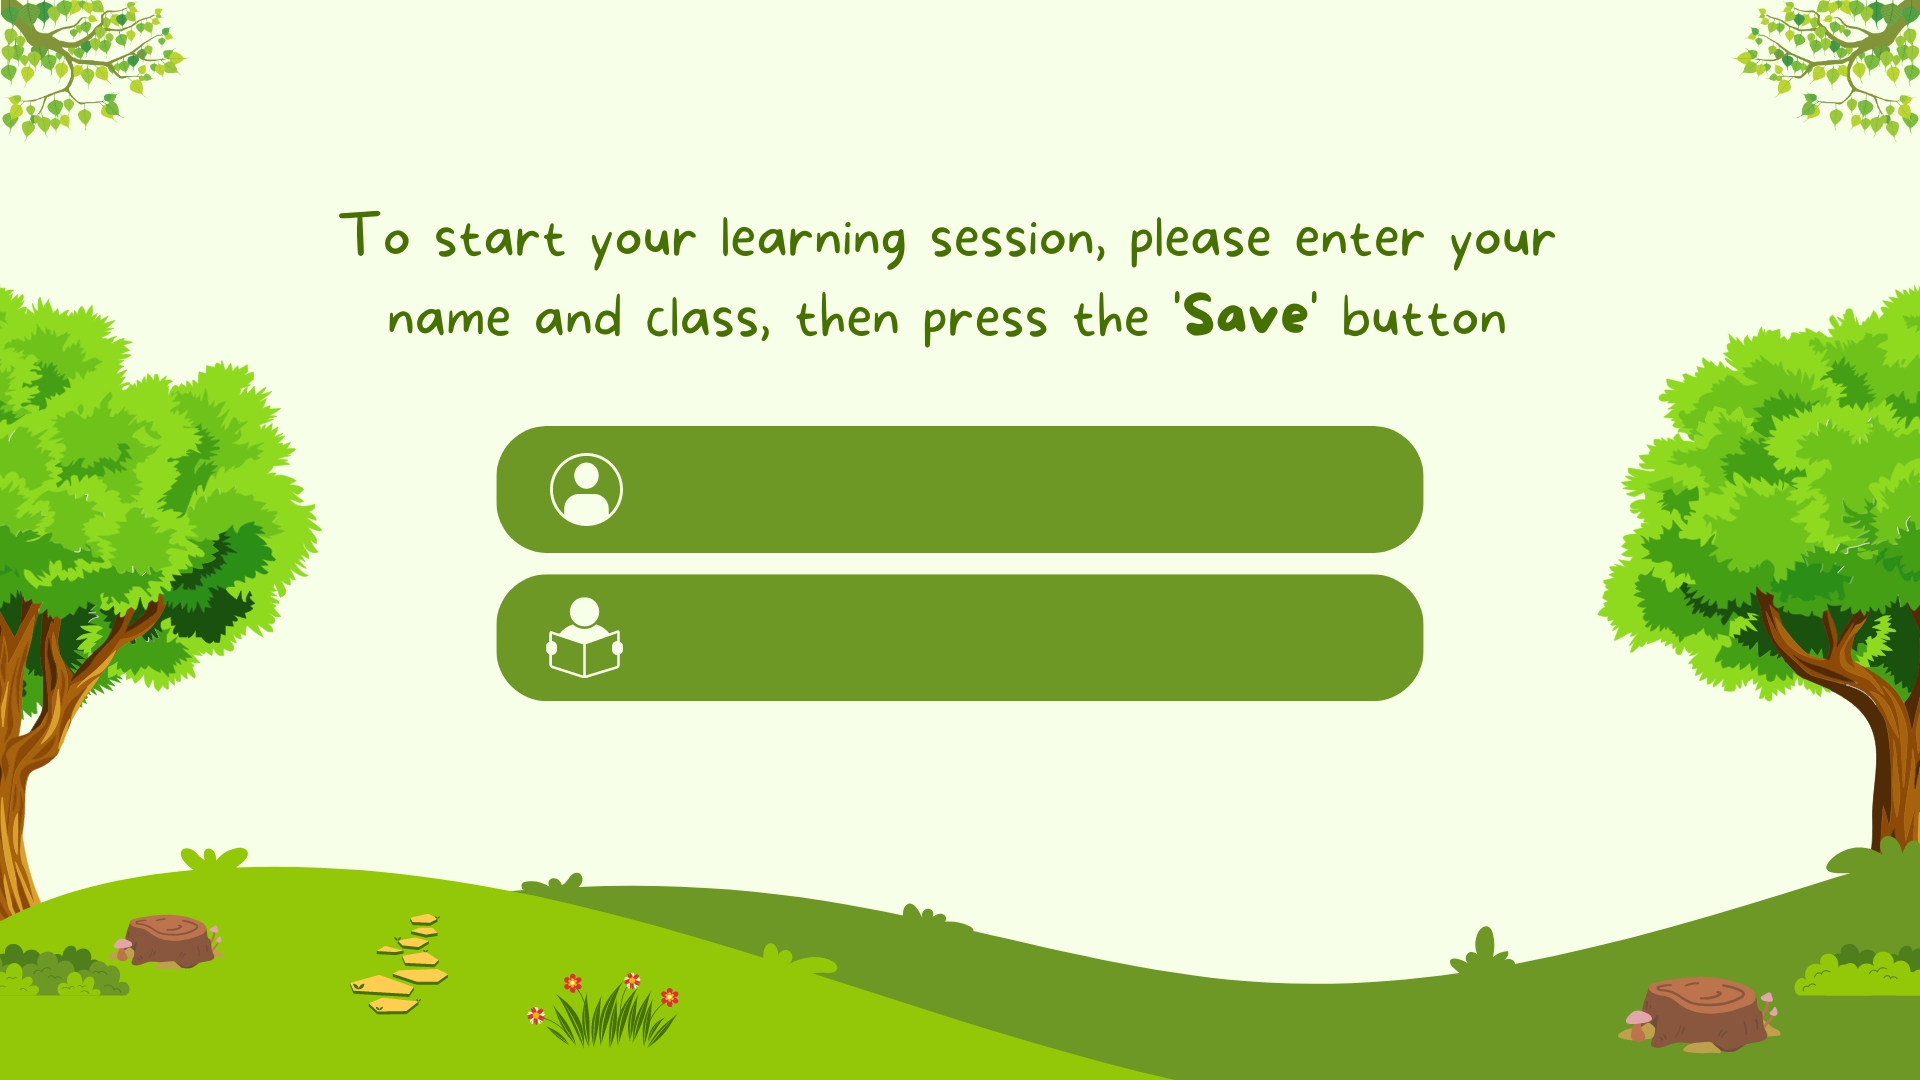 To start your learning session, please enter your
name and class, then press the 'Save' button